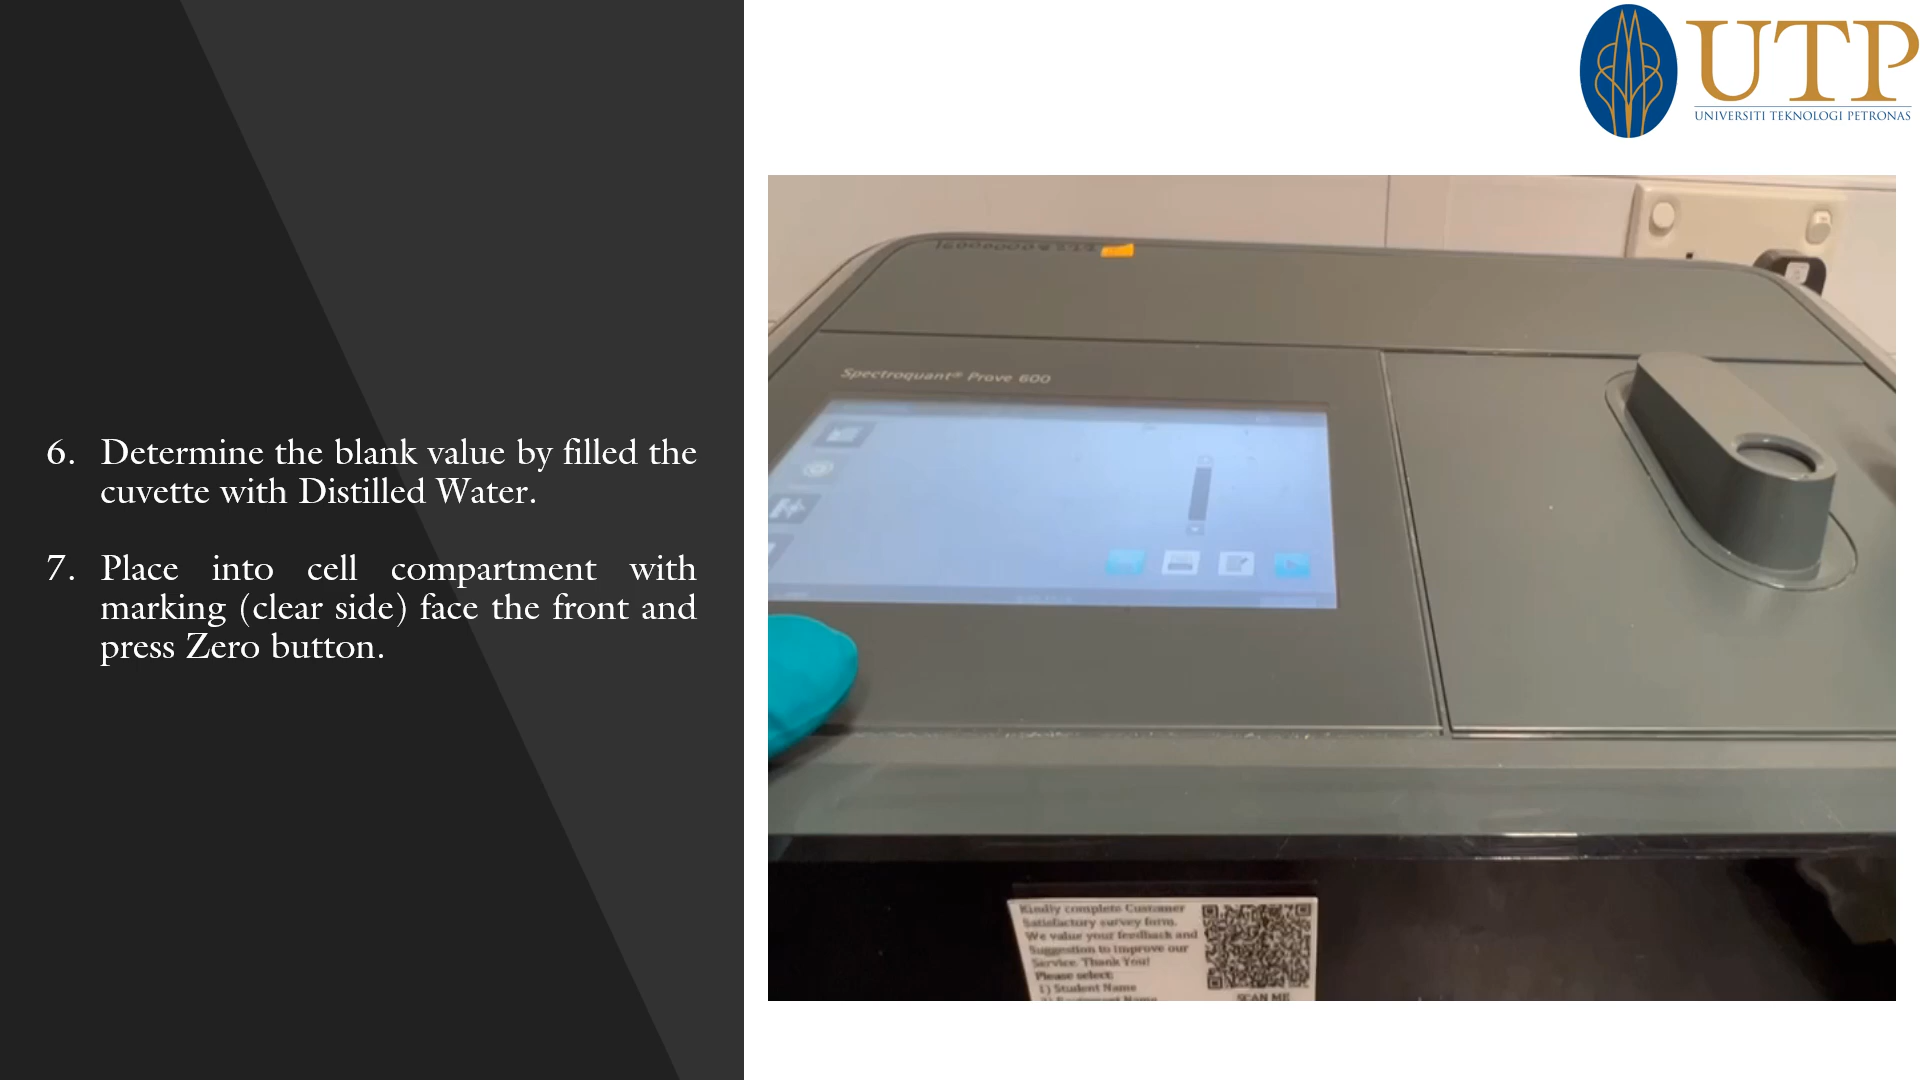 UTP
UNIVERSITI TEKNOLOGI PETRONAS
6. Determine the blank value by filled the
cuvette with Distilled Water.
7. Place into cell compartment with
marking (clear side) face the front and
press Zero button.
Spectroquant® Prove 600
Kindly complete Customer
Satisfactory survey form.
We value your feedback and
Suggestion to improve our
Service. Thank You!
Please select:
1) Student Name
SCAN ME